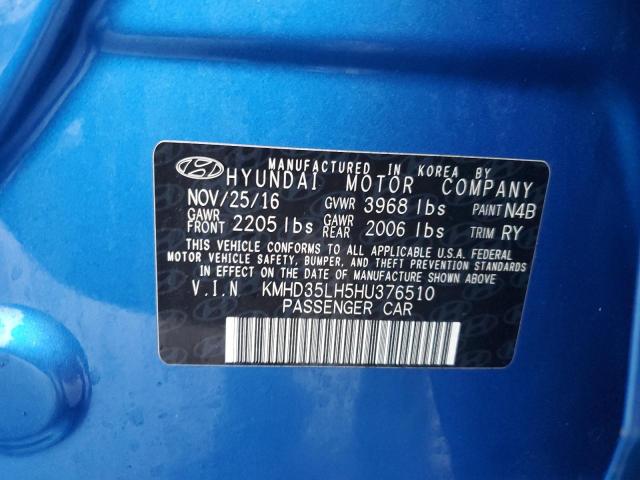 MANUFACTURED IN KOREA BY
HYUNDAI MOTOR COMPANY
NOV/25/16 GVWR 3968 lbs PAINT N4B
GAWR FRONT 2205 lbs GAWR REAR 2006 lbs TRIM RY
THIS VEHICLE CONFORMS TO ALL APPLICABLE U.S.A. FEDERAL
MOTOR VEHICLE SAFETY, BUMPER, AND THEFT PREVENTION STANDARDS
IN EFFECT ON THE DATE OF MANUFACTURE SHOWN ABOVE.
V.I.N KMHD35LH5HU376510
PASSENGER CAR